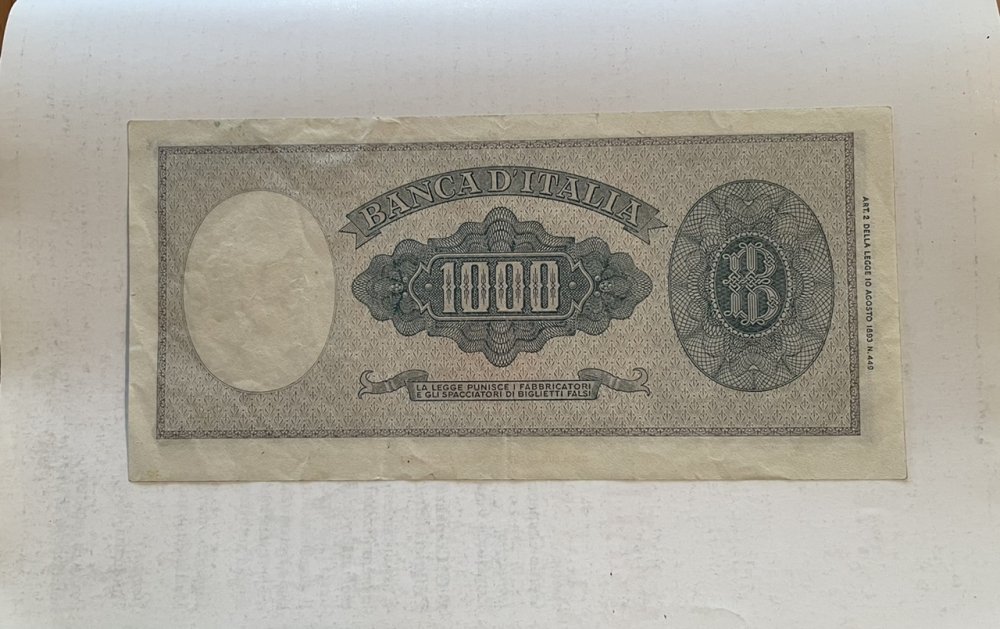 BANCA D'ITALIA
1000
LA LEGGE PUNISCE I FABBRICATORI
E GLI SPACCIATORI DI BIGLIETTI FALSI
ART. 2 DELLA LEGGE 10 AGOSTO 1893 N. 449